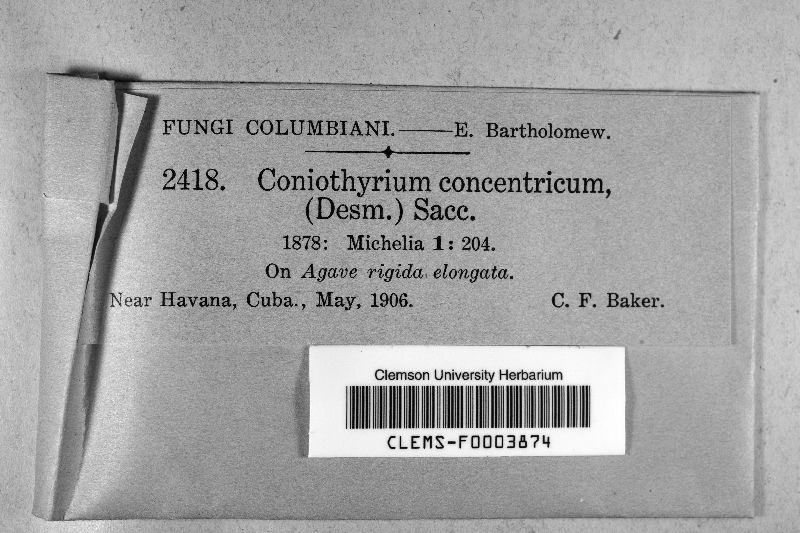 FUNGI COLUMBIANI.——E. Bartholomew.
2418. Coniothyrium concentricum,
(Desm.) Sacc.
1878: Michelia 1: 204.
On Agave rigida elongata.
Near Havana, Cuba., May, 1906. C. F. Baker.
Clemson University Herbarium
CLEMS-F0003874